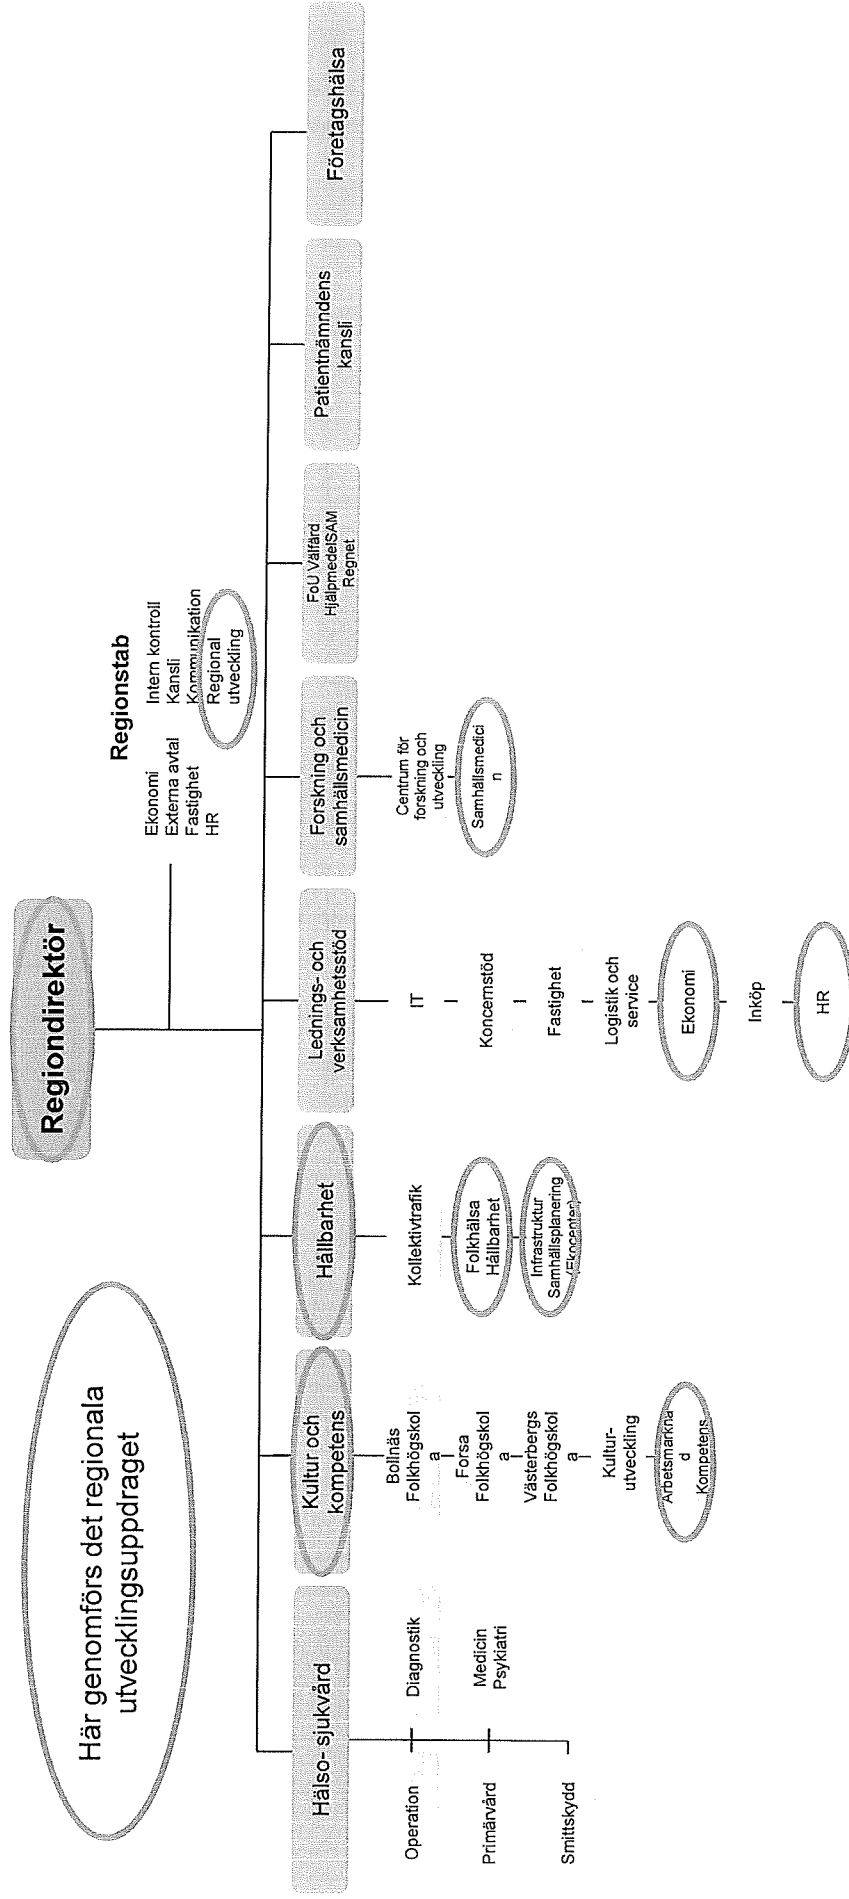 Här genomförs det regionala
utvecklingsuppdraget
Regiondirektör
Regionstab
Ekonomi
Externa avtal
Fastighet
HR
Intern kontroll
Kansli
Kommunikation
Regional
utveckling
Hälso- sjukvård
Operation
Diagnostik
Primärvård
Medicin
Psykiatri
Smittskydd
Kultur och
kompetens
Bollnäs
Folkhögskol
a
Forsa
Folkhögskol
a
Västerbergs
Folkhögskol
a
Kultur-
utveckling
Arbetsmarkna
d
Kompetens
Hållbarhet
Kollektivtrafik
Folkhälsa
Hållbarhet
Infrastruktur
Samhällsplanering
(Ekocenter)
Lednings- och
verksamhetsstöd
IT
Koncernstöd
Fastighet
Logistik och
service
Ekonomi
Inköp
HR
Forskning och
samhällsmedicin
Centrum för
forskning och
utveckling
Samhällsmedici
n
FoU Välfärd
HjälpmedelSAM
Regnet
Patientnämndens
kansli
Företagshälsa